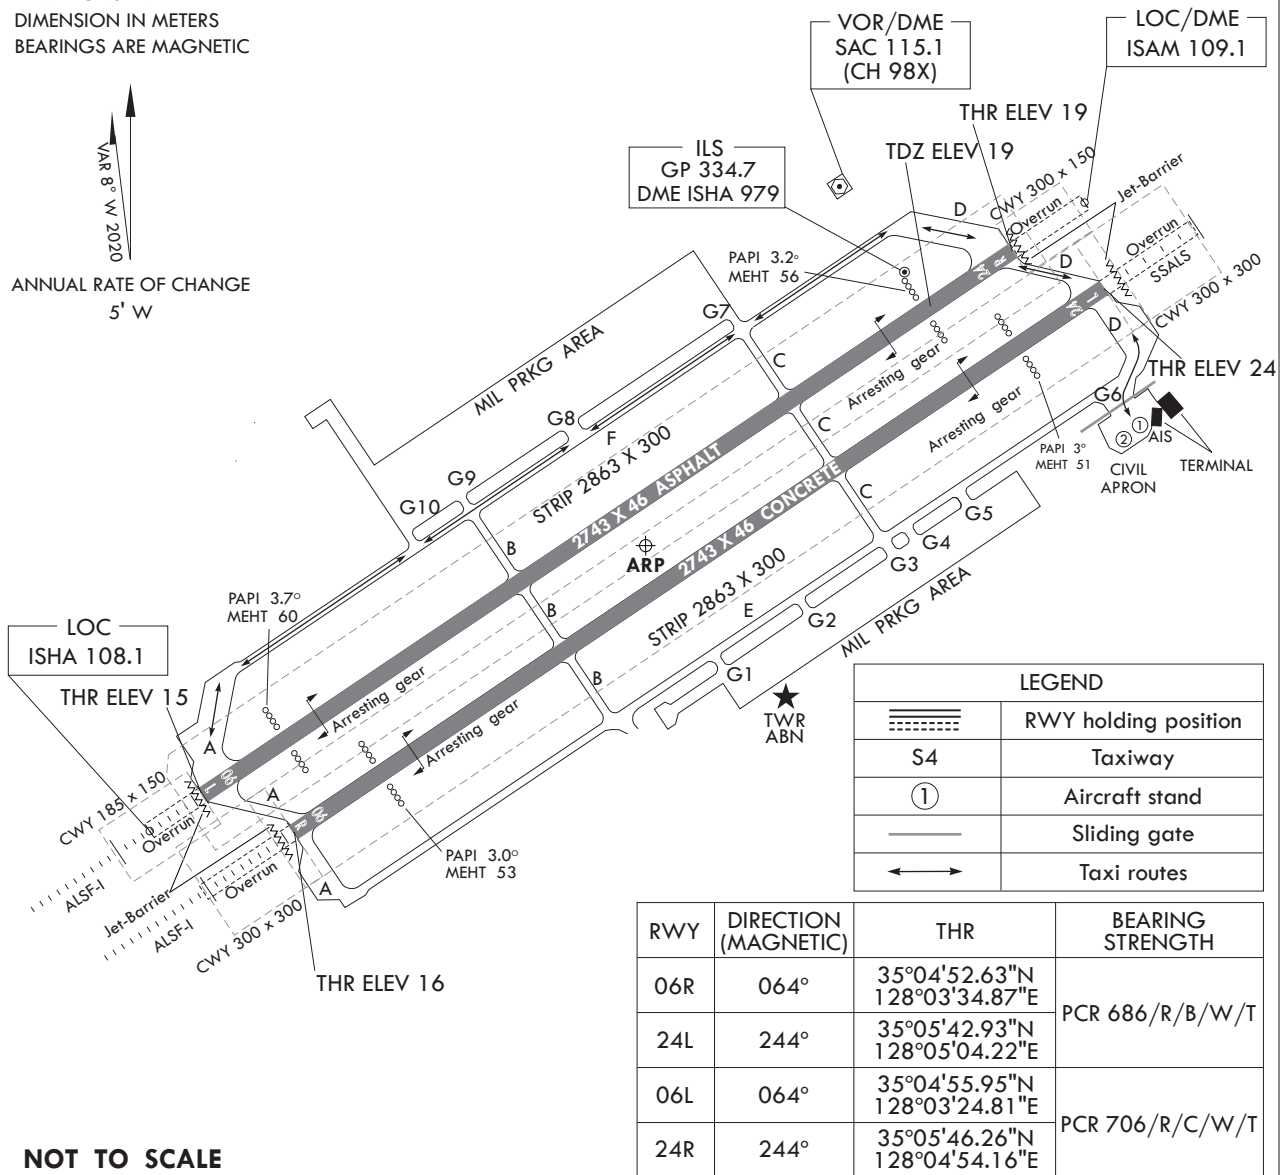 DIMENSION IN METERS
BEARINGS ARE MAGNETIC
VAR 8° W 2020
ANNUAL RATE OF CHANGE
5' W
VOR/DME
SAC 115.1
(CH 98X)
LOC/DME
ISAM 109.1
THR ELEV 19
TDZ ELEV 19
ILS
GP 334.7
DME ISHA 979
CWY 300 x 150
Jet-Barrier
D
Overrun
Overrun
SSALS
CWY 300 x 300
PAPI 3.2°
MEHT 56
D
24
R
24
L
D
G7
MIL PRKG AREA
C
Arresting gear
THR ELEV 24
G8
F
G6
1
2
AIS
TERMINAL
CIVIL
APRON
C
Arresting gear
PAPI 3°
MEHT 51
STRIP 2863 X 300
G9
G10
2743 X 46 ASPHALT
2743 X 46 CONCRETE
C
G5
G4
G3
B
ARP
STRIP 2863 X 300
B
E
G2
MIL PRKG AREA
PAPI 3.7°
MEHT 60
LOC
ISHA 108.1
THR ELEV 15
B
G1
TWR
ABN
Arresting gear
Arresting gear
A
06
L
A
06
R
CWY 185 x 150
Overrun
ALSF-I
Jet-Barrier
Overrun
ALSF-I
CWY 300 x 300
A
PAPI 3.0°
MEHT 53
THR ELEV 16
LEGEND
RWY holding position
S4 Taxiway
1 Aircraft stand
Sliding gate
Taxi routes
RWY DIRECTION (MAGNETIC) THR BEARING STRENGTH
06R 064° 35°04'52.63"N 128°03'34.87"E PCR 686/R/B/W/T
24L 244° 35°05'42.93"N 128°05'04.22"E
06L 064° 35°04'55.95"N 128°03'24.81"E PCR 706/R/C/W/T
24R 244° 35°05'46.26"N 128°04'54.16"E
NOT TO SCALE